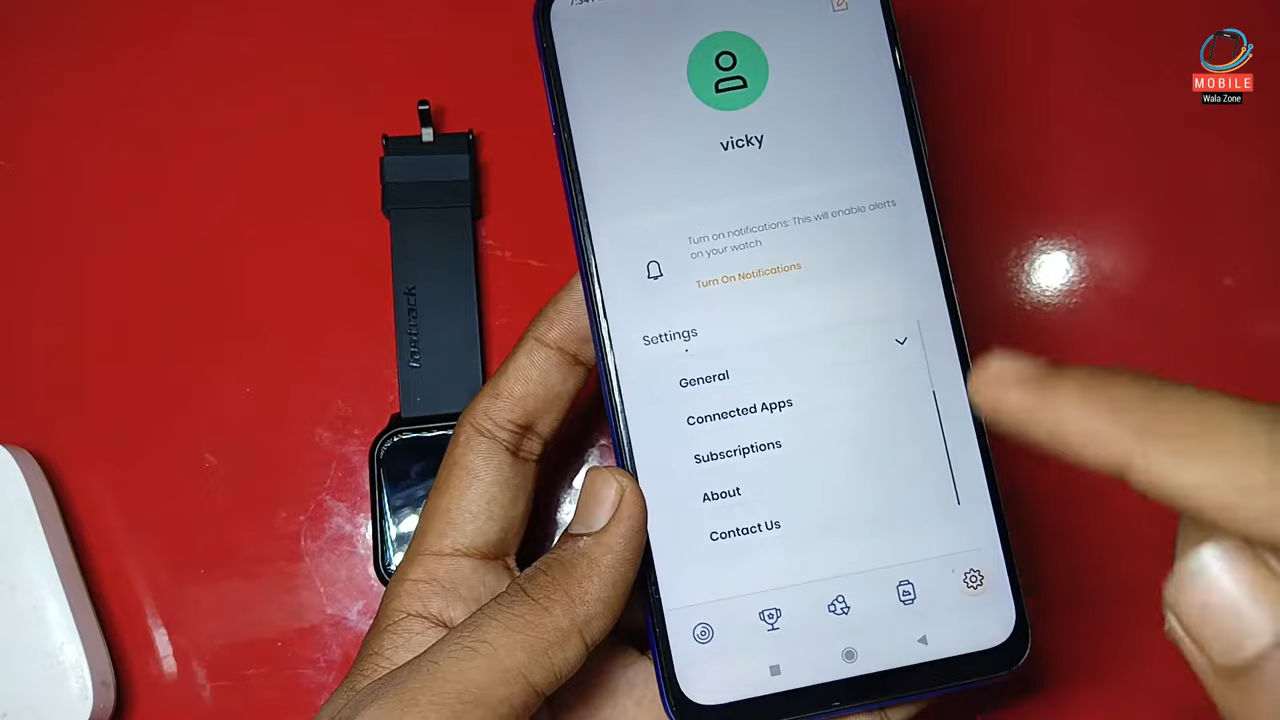 MOBILE
Wala Zone
vicky
Turn on notifications: This will enable alerts
on your watch
Turn On Notifications
Settings
General
Connected Apps
Subscriptions
About
Contact Us
fastrack